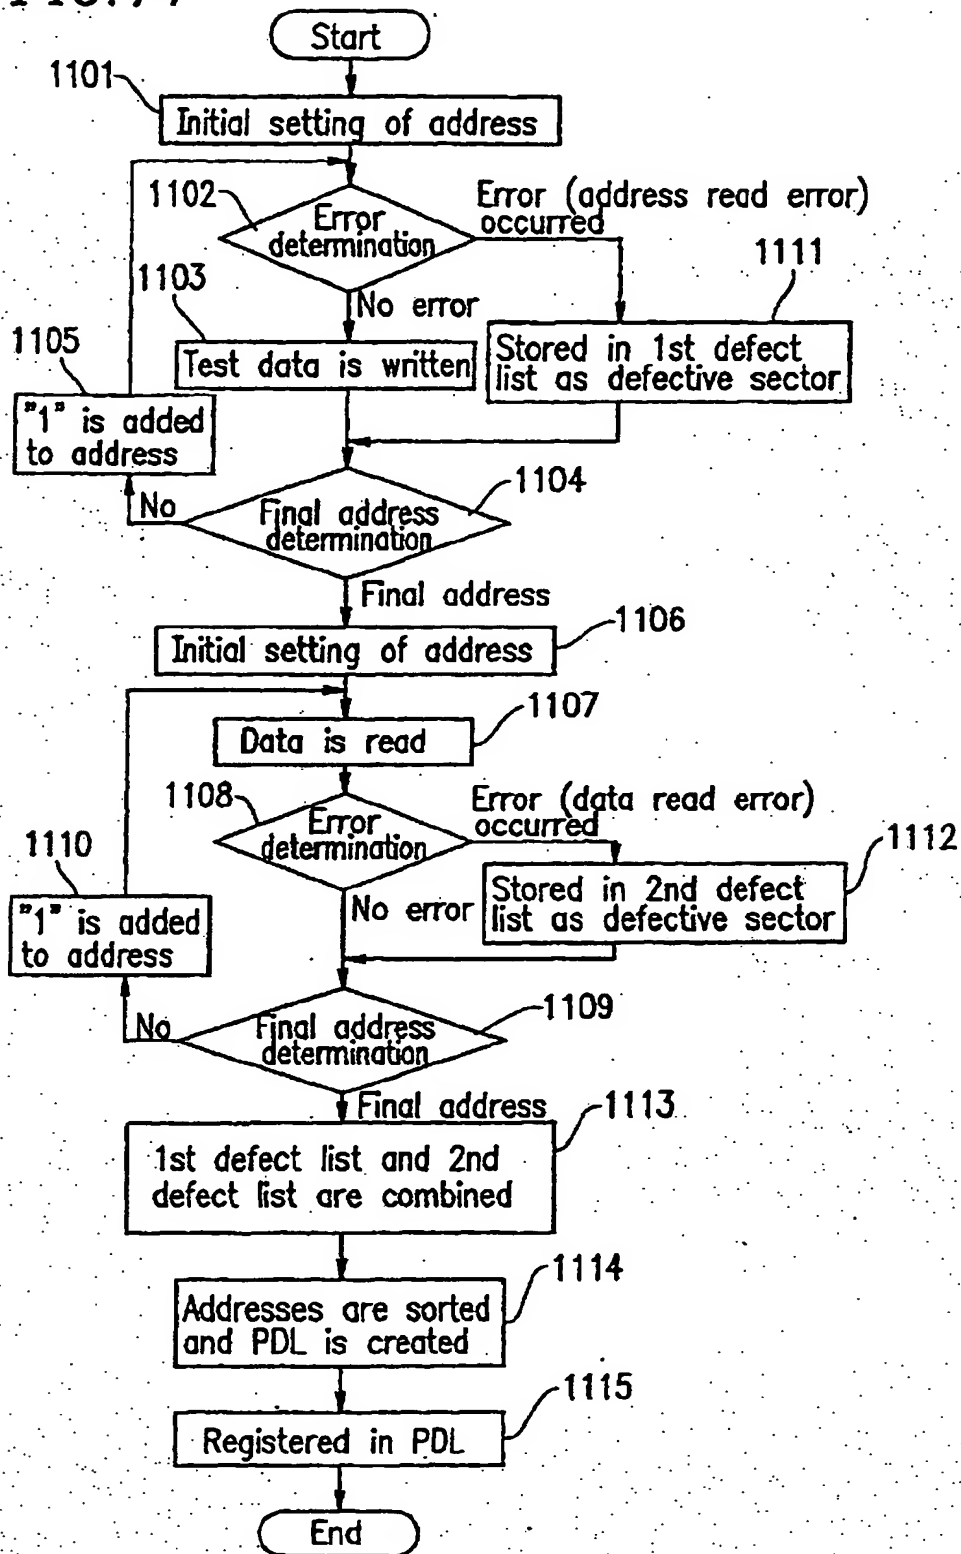 Start
1101
Initial setting of address
1102
Error
determination
Error (address read error)
occurred
1103
No error
1111
Test data is written
Stored in 1st defect
list as defective sector
1105
"1" is added
to address
No
1104
Final address
determination
Final address
1106
Initial setting of address
1107
Data is read
1108
Error
determination
Error (data read error)
occurred
1110
1112
No error
Stored in 2nd defect
list as defective sector
"1" is added
to address
No
1109
Final address
determination
Final address
1113
1st defect list and 2nd
defect list are combined
1114
Addresses are sorted
and PDL is created
1115
Registered in PDL
End